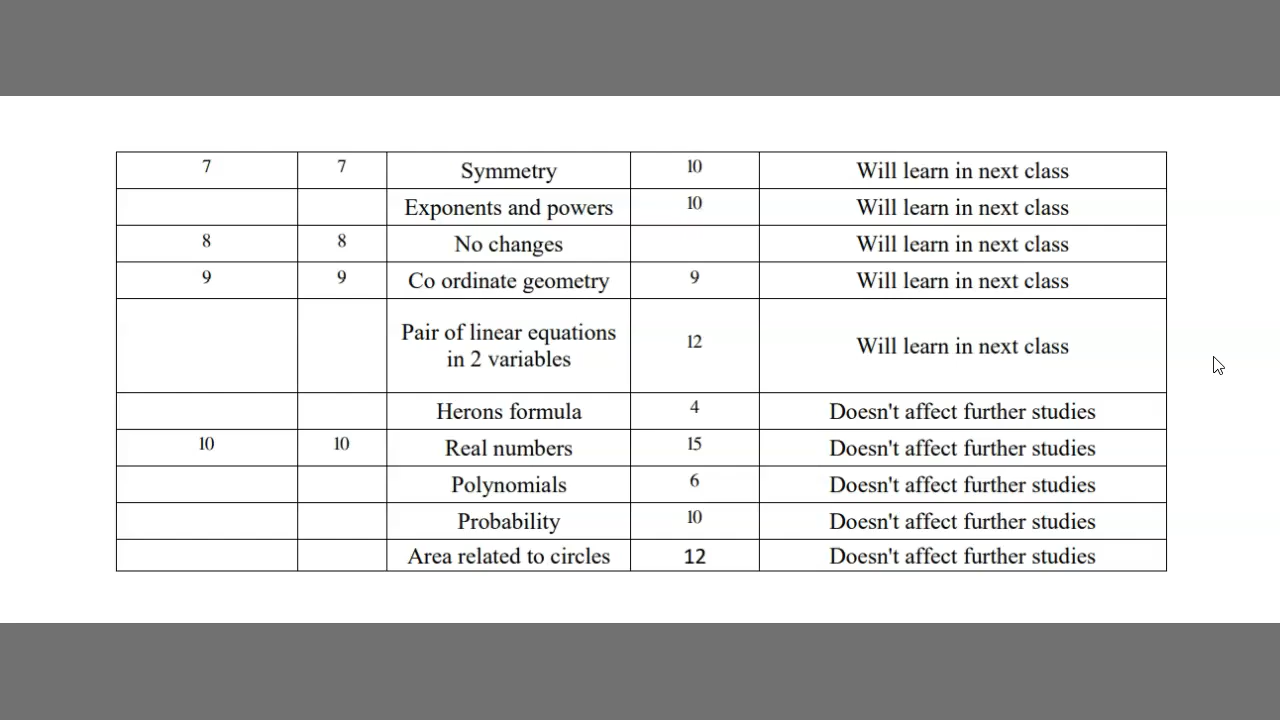 7 7 Symmetry 10 Will learn in next class
Exponents and powers 10 Will learn in next class
8 8 No changes Will learn in next class
9 9 Co ordinate geometry 9 Will learn in next class
Pair of linear equations
in 2 variables 12 Will learn in next class
Herons formula 4 Doesn't affect further studies
10 10 Real numbers 15 Doesn't affect further studies
Polynomials 6 Doesn't affect further studies
Probability 10 Doesn't affect further studies
Area related to circles 12 Doesn't affect further studies